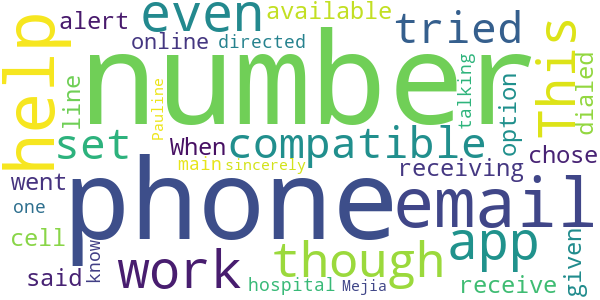 alert even available tried
online directed
help number This
line talking option dialed
Pauline
set When compatible chose
main sincerely receiving
went phone email
one though app
cell work know given
said hospital Mejia receive